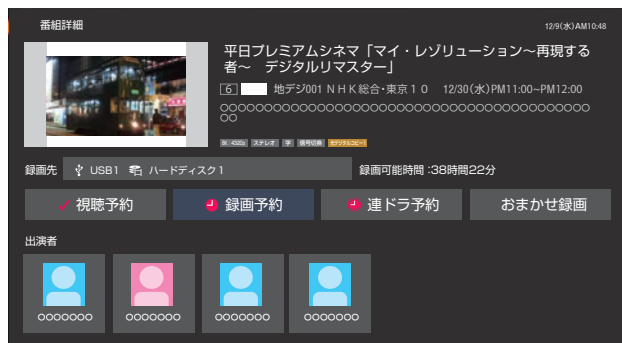 番組詳細
12/9(水)AM10:48
平日プレミアムシネマ「マイ・レゾリューション～再現する
者～　デジタルリマスター」
6 地デジ001 ＮＨＫ総合・東京１０ 12/30(水)PM11:00~PM12:00
○○○○○○○○○○○○○○○○○○○○○○○○○○○○○○○○○○○○○○○○○○
○○
8K : 4320p ステレオ 字 信号切換 デジタルコピー1
録画先 USB1 ハードディスク1 録画可能時間 :38時間22分
視聴予約 録画予約 連ドラ予約 おまかせ録画
出演者
○○○○○○○ ○○○○○○○ ○○○○○○○ ○○○○○○○